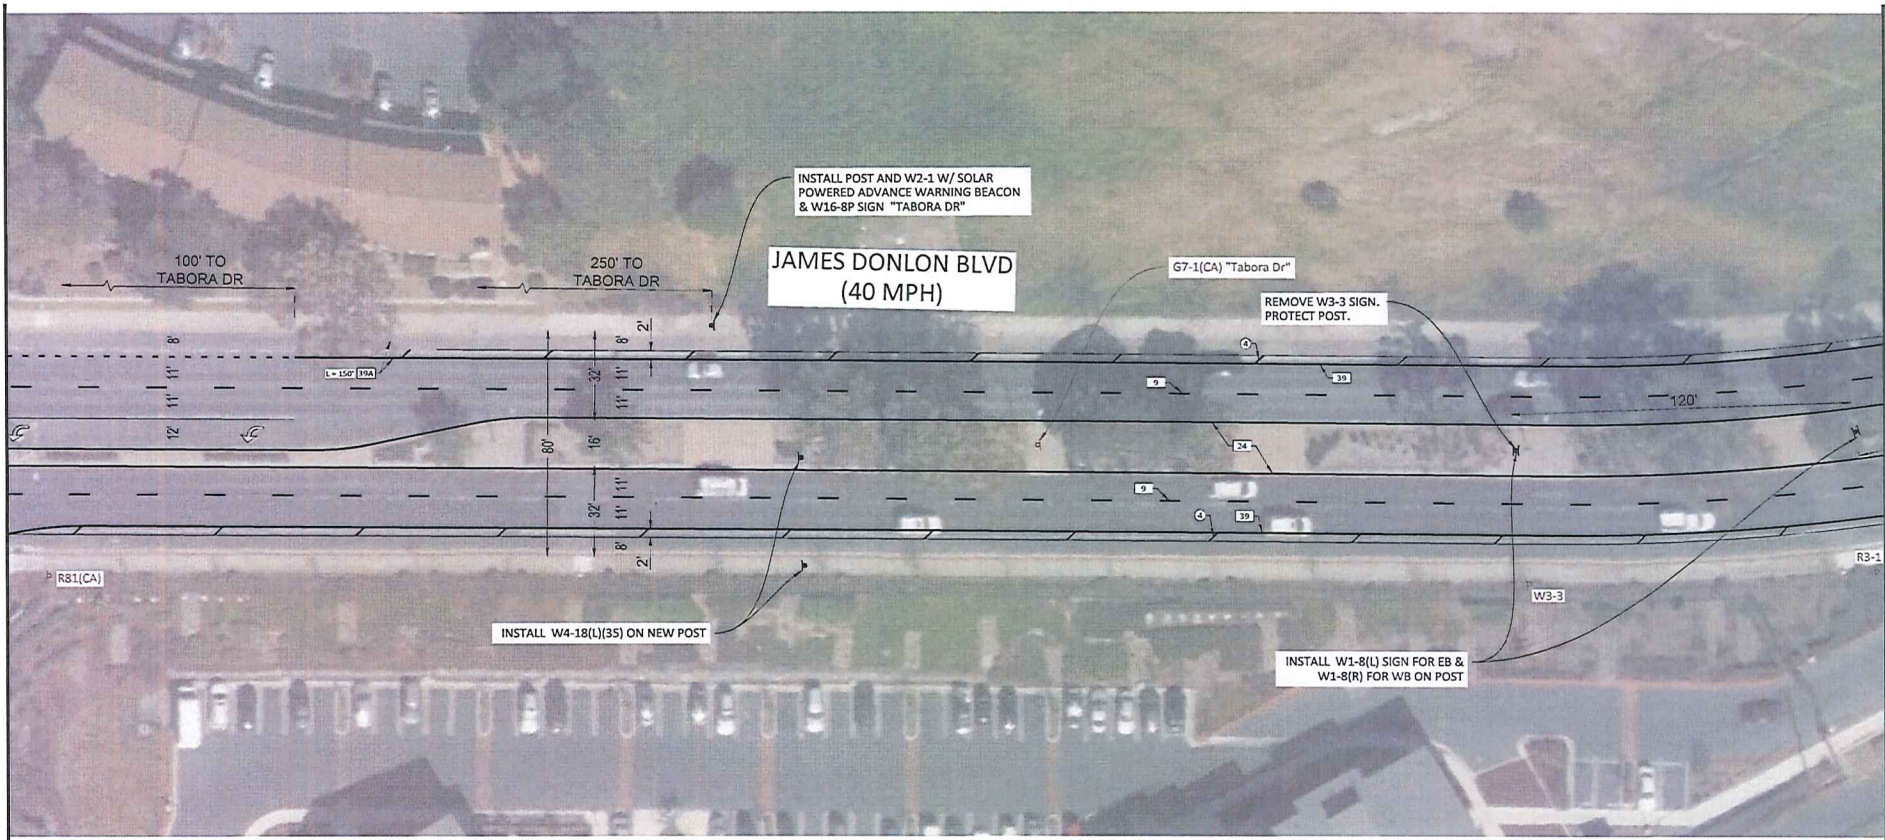 INSTALL POST AND W2-1 W/ SOLAR
POWERED ADVANCE WARNING BEACON
& W16-8P SIGN "TABORA DR"
JAMES DONLON BLVD
(40 MPH)
100' TO
TABORA DR
250' TO
TABORA DR
G7-1(CA) "Tabora Dr"
REMOVE W3-3 SIGN.
PROTECT POST.
8'
11'
11'
12'
L = 150' 39A
2'
8'
32'
11'
11'
80'
16'
32'
11'
11'
8'
2'
4
39
9
120'
24
9
4
39
R81(CA)
R3-1
W3-3
INSTALL W4-18(L)(35) ON NEW POST
INSTALL W1-8(L) SIGN FOR EB &
W1-8(R) FOR WB ON POST